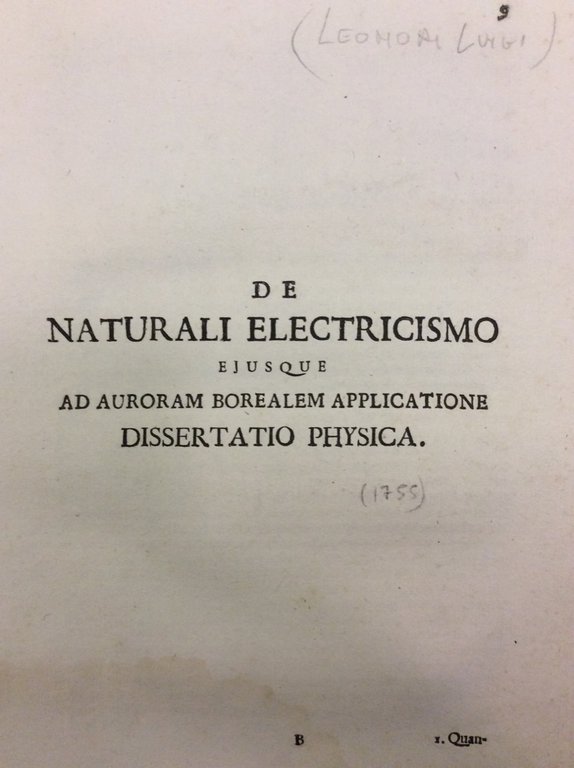 9
(LEONORI LUIGI)
DE
NATURALI ELECTRICISMO
EJUSQUE
AD AURORAM BOREALEM APPLICATIONE
DISSERTATIO PHYSICA.
(1755)
B 1. Quan-